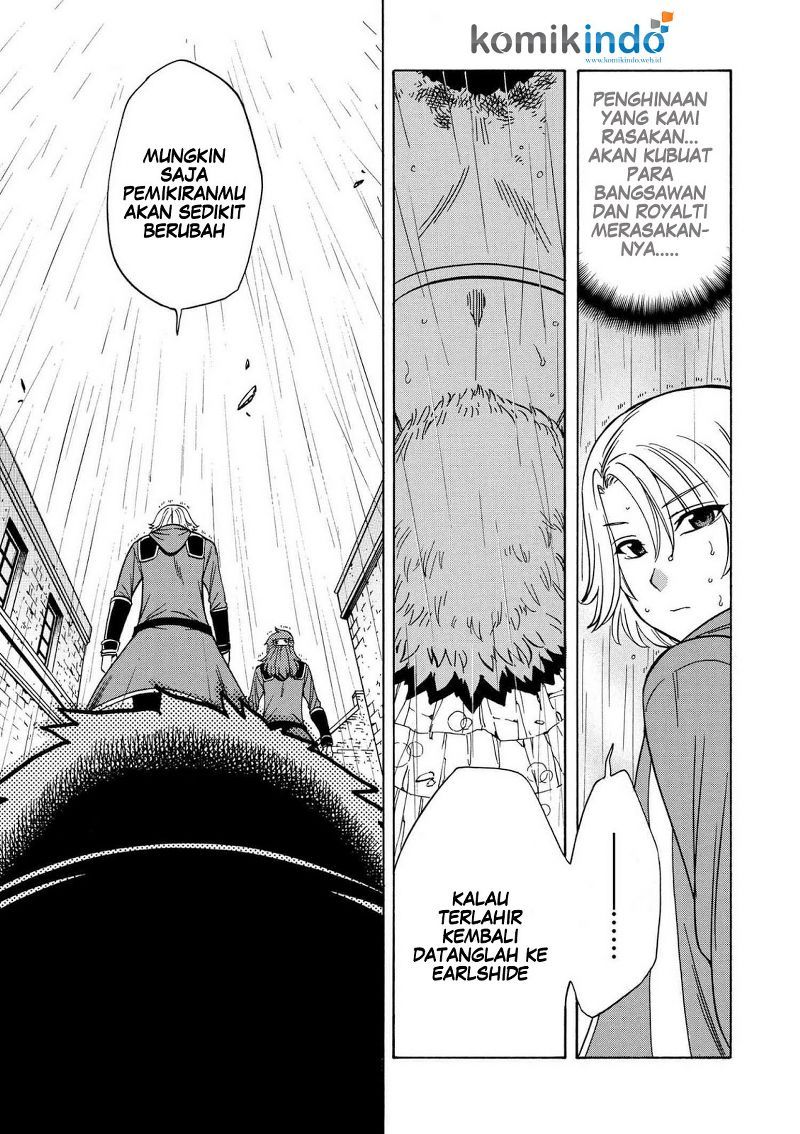 komikindo
www.komikindo.web.id
PENGHINAAN
YANG KAMI
RASAKAN...
AKAN KUBUAT
PARA
BANGSAWAN
DAN ROYALTI
MERASAKAN-
NYA.....
KALAU
TERLAHIR
KEMBALI
DATANGLAH KE
EARLSHIDE
MUNGKIN
SAJA
PEMIKIRANMU
AKAN SEDIKIT
BERUBAH